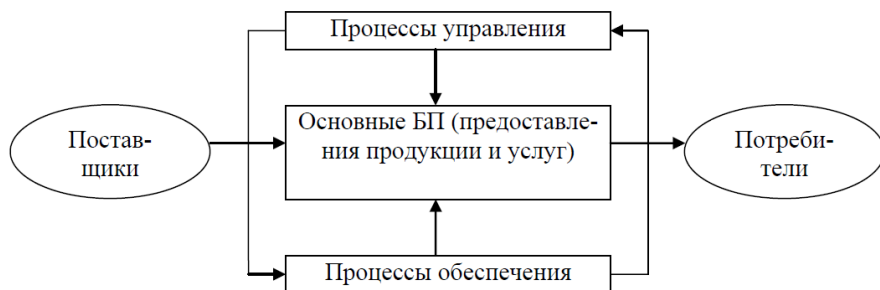 Процессы управления
Постав-
щики
Основные БП (предоставле-
ния продукции и услуг)
Потреби-
тели
Процессы обеспечения